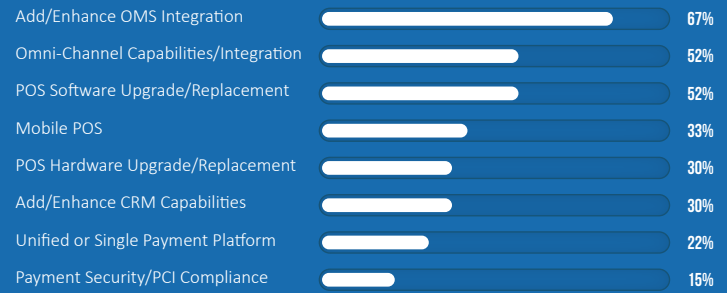 Add/Enhance OMS Integration 67%
Omni-Channel Capabilities/Integration 52%
POS Software Upgrade/Replacement 52%
Mobile POS 33%
POS Hardware Upgrade/Replacement 30%
Add/Enhance CRM Capabilities 30%
Unified or Single Payment Platform 22%
Payment Security/PCI Compliance 15%